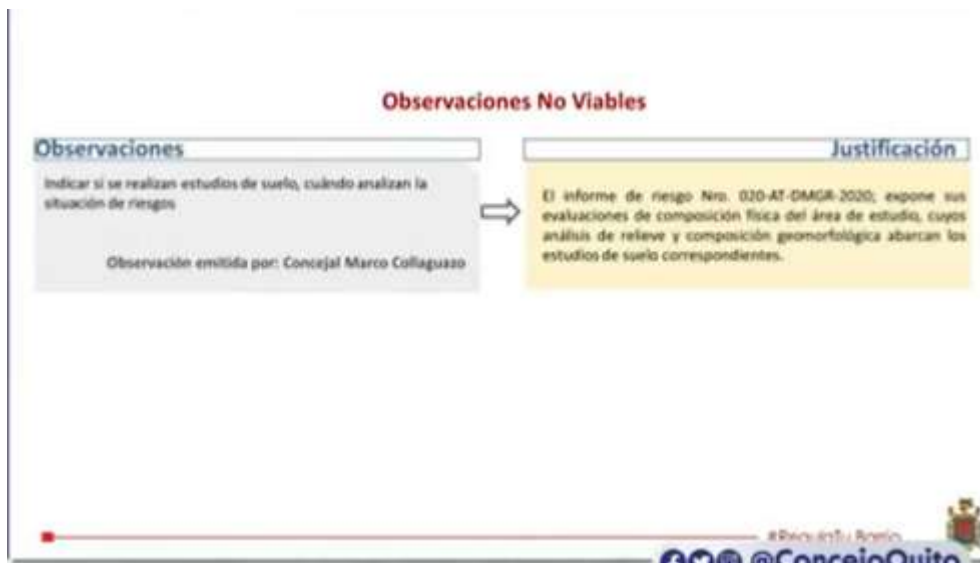 Observaciones No Viables
Observaciones
Justificación
Indicar si se realizan estudios de suelo, cuándo analizan la
situación de riesgos
Observación emitida por: Concejal Marco Collaguazo
El informe de riesgo Nro. 020-AT-DMGR-2020; expone sus
evaluaciones de composición física del área de estudio, cuyos
análisis de relieve y composición geomorfológica abarcan los
estudios de suelo correspondientes.
#RegulaTu Barrio
@ConcejoQuito